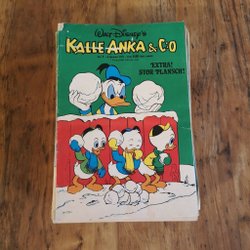 WALT DISNEY'S
KALLE ANKA & C:O
EXTRA!
STOR PLANSCH!